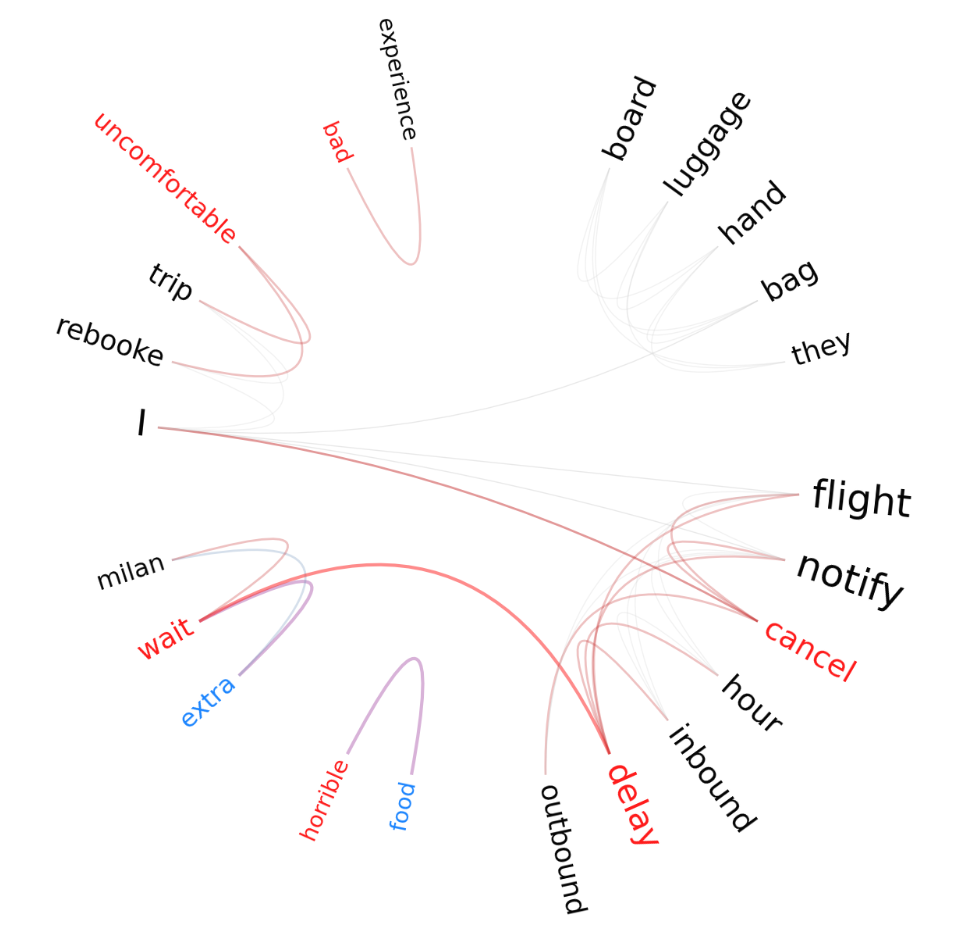 experience
bad
board
luggage
uncomfortable
hand
trip
bag
rebooke
they
I
flight
milan
notify
wait
cancel
extra
hour
inbound
horrible
food
delay
outbound